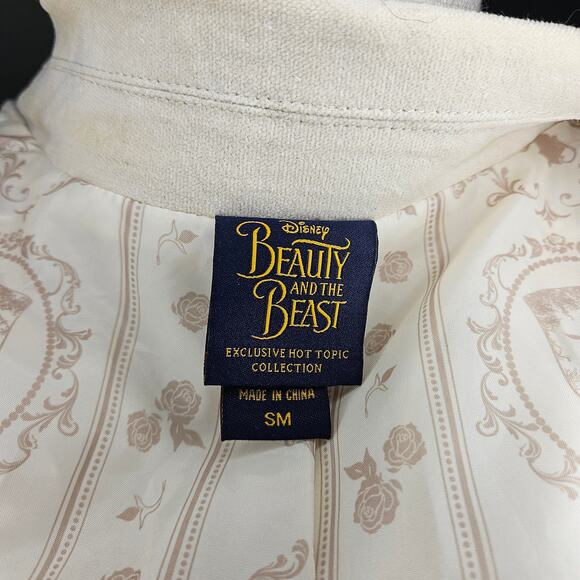 Disney
BEAUTY
AND THE
BEAST
EXCLUSIVE HOT TOPIC
COLLECTION
MADE IN CHINA
SM